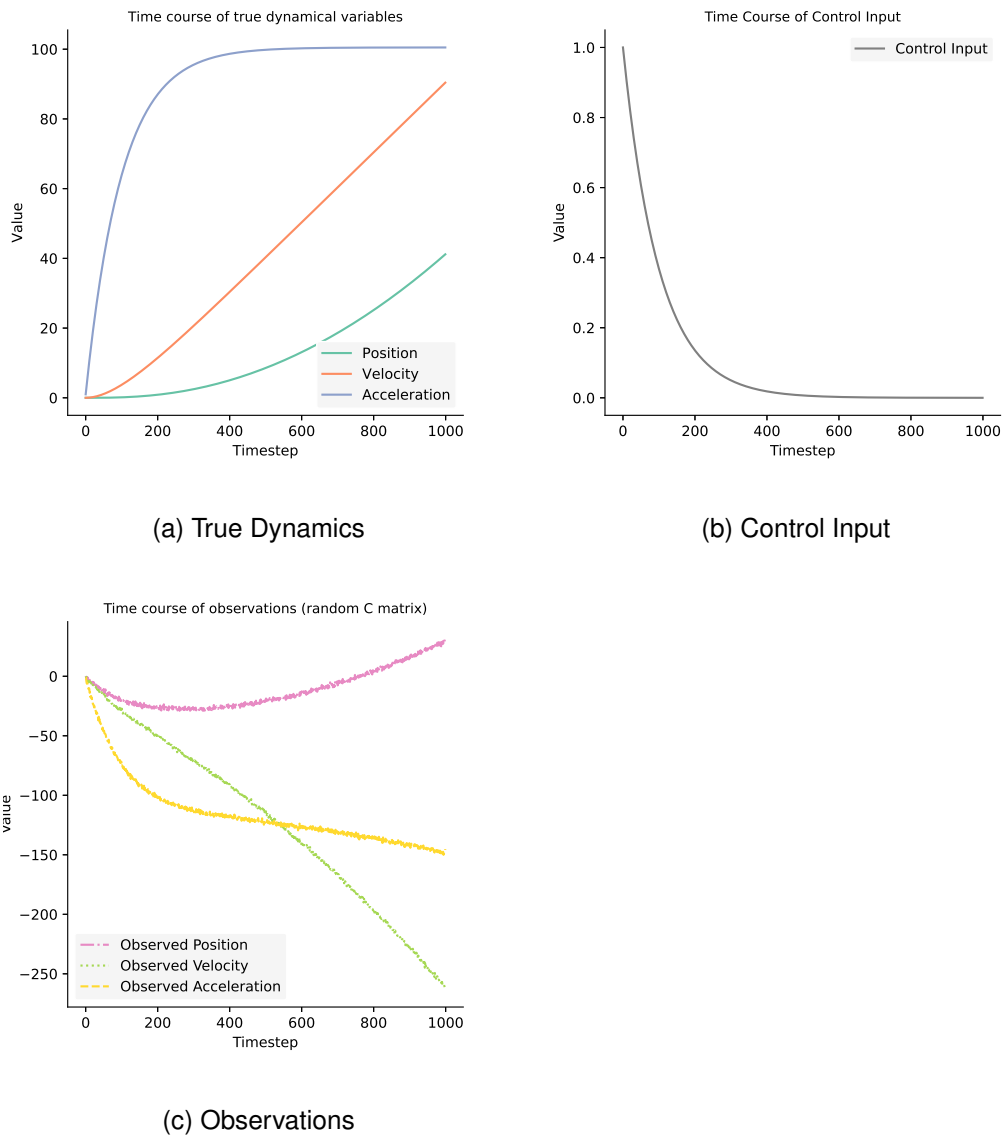 Time course of true dynamical variables
100
80
60
40
20
0
Value
0 200 400 600 800 1000
Timestep
Position
Velocity
Acceleration
(a) True Dynamics
Time Course of Control Input
1.0
0.8
0.6
0.4
0.2
0.0
Value
0 200 400 600 800 1000
Timestep
Control Input
(b) Control Input
Time course of observations (random C matrix)
0
−50
−100
−150
−200
−250
Value
0 200 400 600 800 1000
Timestep
Observed Position
Observed Velocity
Observed Acceleration
(c) Observations